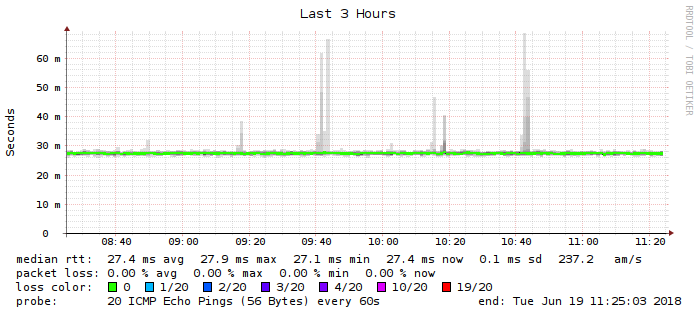 Last 3 Hours
RRDTOOL / TOBI OETIKER
Seconds
60 m
50 m
40 m
30 m
20 m
10 m
0
08:40 09:00 09:20 09:40 10:00 10:20 10:40 11:00 11:20
median rtt: 27.4 ms avg 27.9 ms max 27.1 ms min 27.4 ms now 0.1 ms sd 237.2 am/s
packet loss: 0.00 % avg 0.00 % max 0.00 % min 0.00 % now
loss color: 0 1/20 2/20 3/20 4/20 10/20 19/20
probe: 20 ICMP Echo Pings (56 Bytes) every 60s end: Tue Jun 19 11:25:03 2018